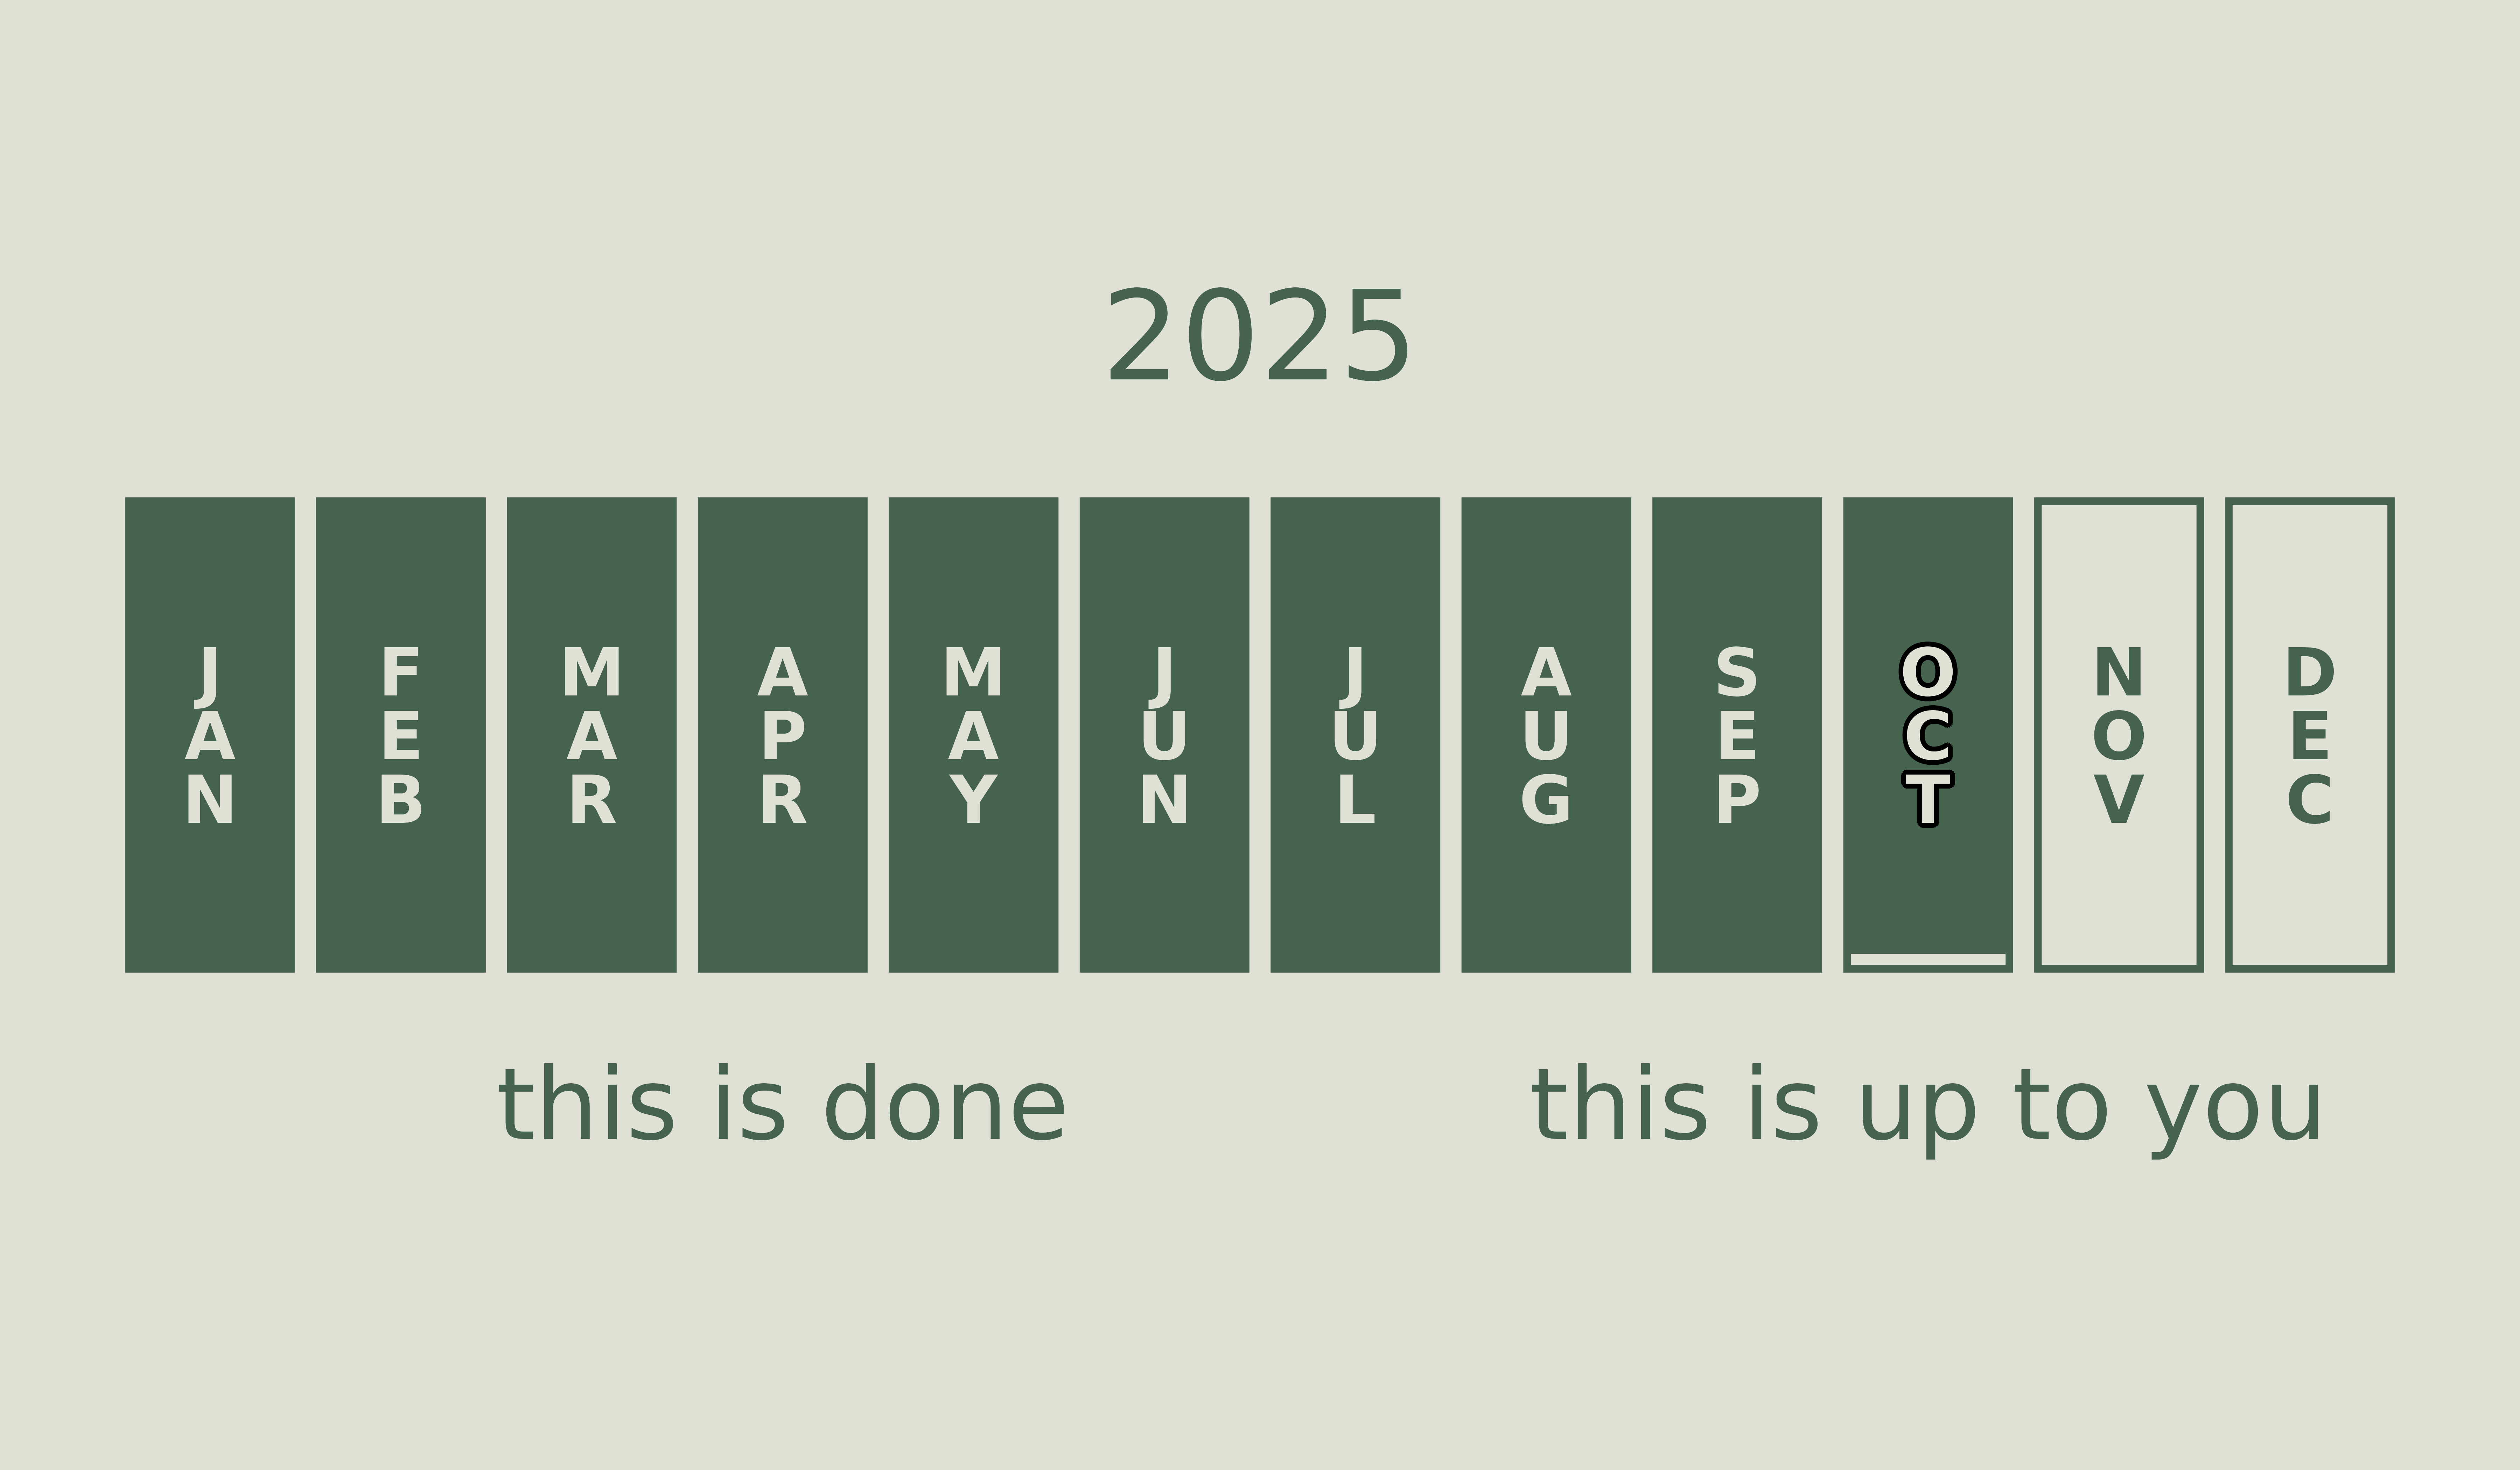 2025
JAN
FEB
MAR
APR
MAY
JUN
JUL
AUG
SEP
OCT
NOV
DEC
this is done
this is up to you